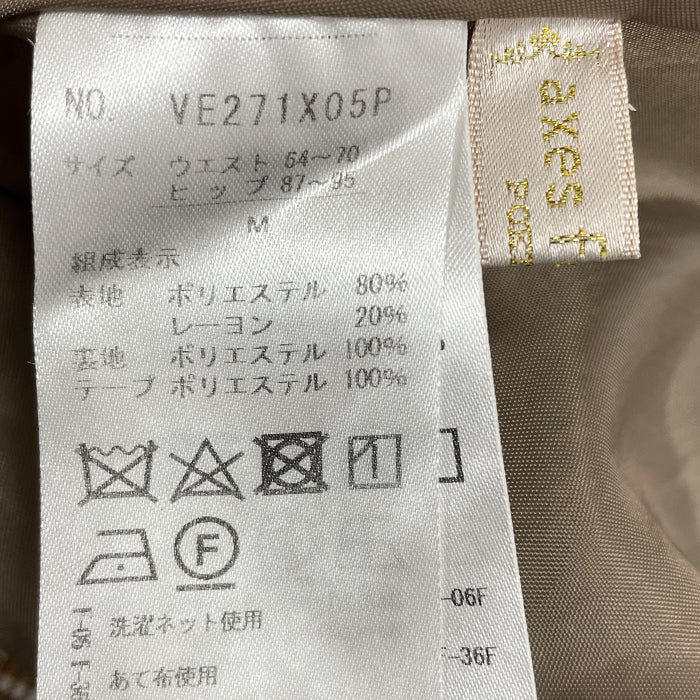 NO. VE271X05P
サイズ ウエスト 64～70
ヒップ 87～95
M
組成表示
表地 ポリエステル 80%
レーヨン 20%
裏地 ポリエステル 100%
テープ ポリエステル 100%
F
洗濯ネット使用
あて布使用
-06F
F-36F
axes